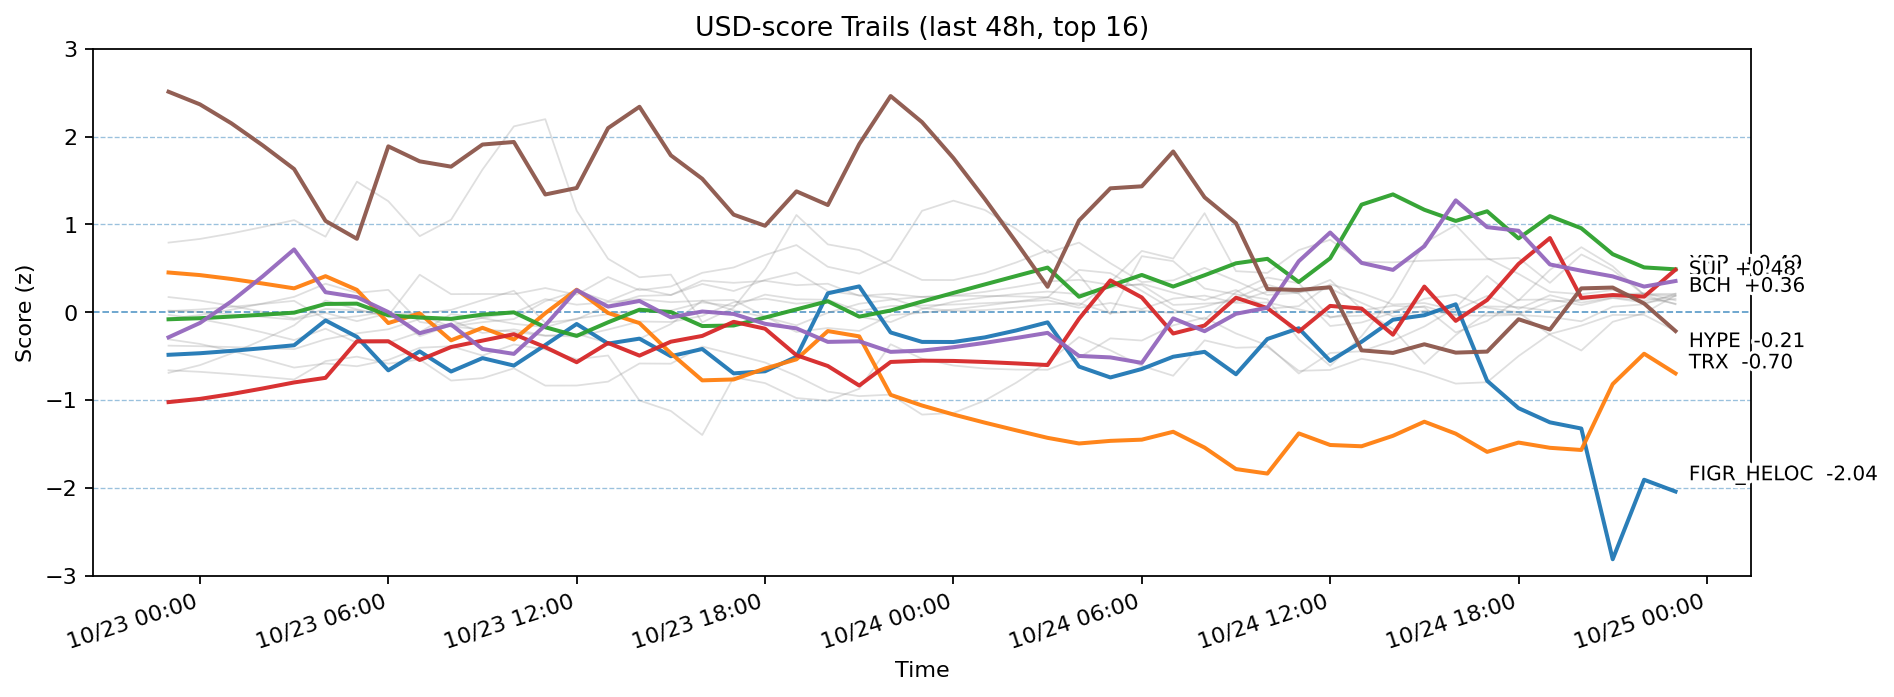 USD-score Trails (last 48h, top 16)
Score (z)
3
2
1
0
−1
−2
−3
SUI +0.48
BCH +0.36
HYPE -0.21
TRX -0.70
FIGR_HELOC -2.04
10/23 00:00
10/23 06:00
10/23 12:00
10/23 18:00
10/24 00:00
10/24 06:00
10/24 12:00
10/24 18:00
10/25 00:00
Time